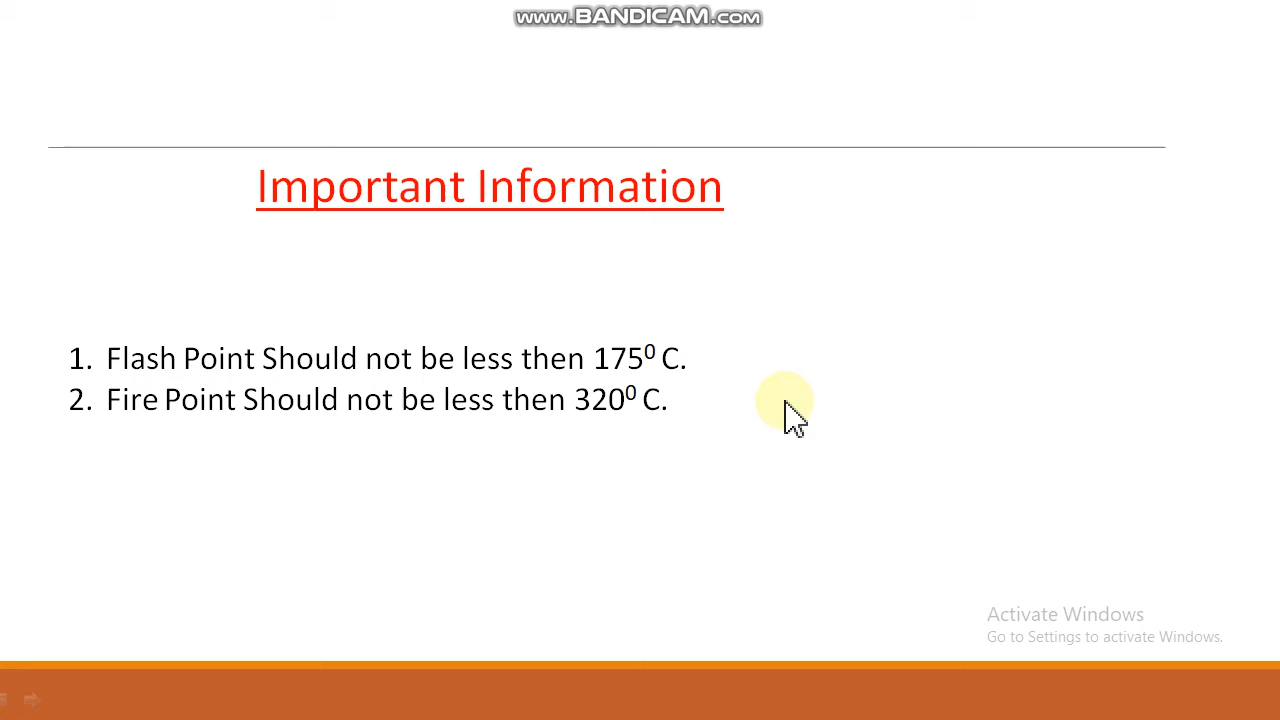 www.BANDICAM.com
Important Information
1. Flash Point Should not be less then 175⁰ C.
2. Fire Point Should not be less then 320⁰ C.
Activate Windows
Go to Settings to activate Windows.